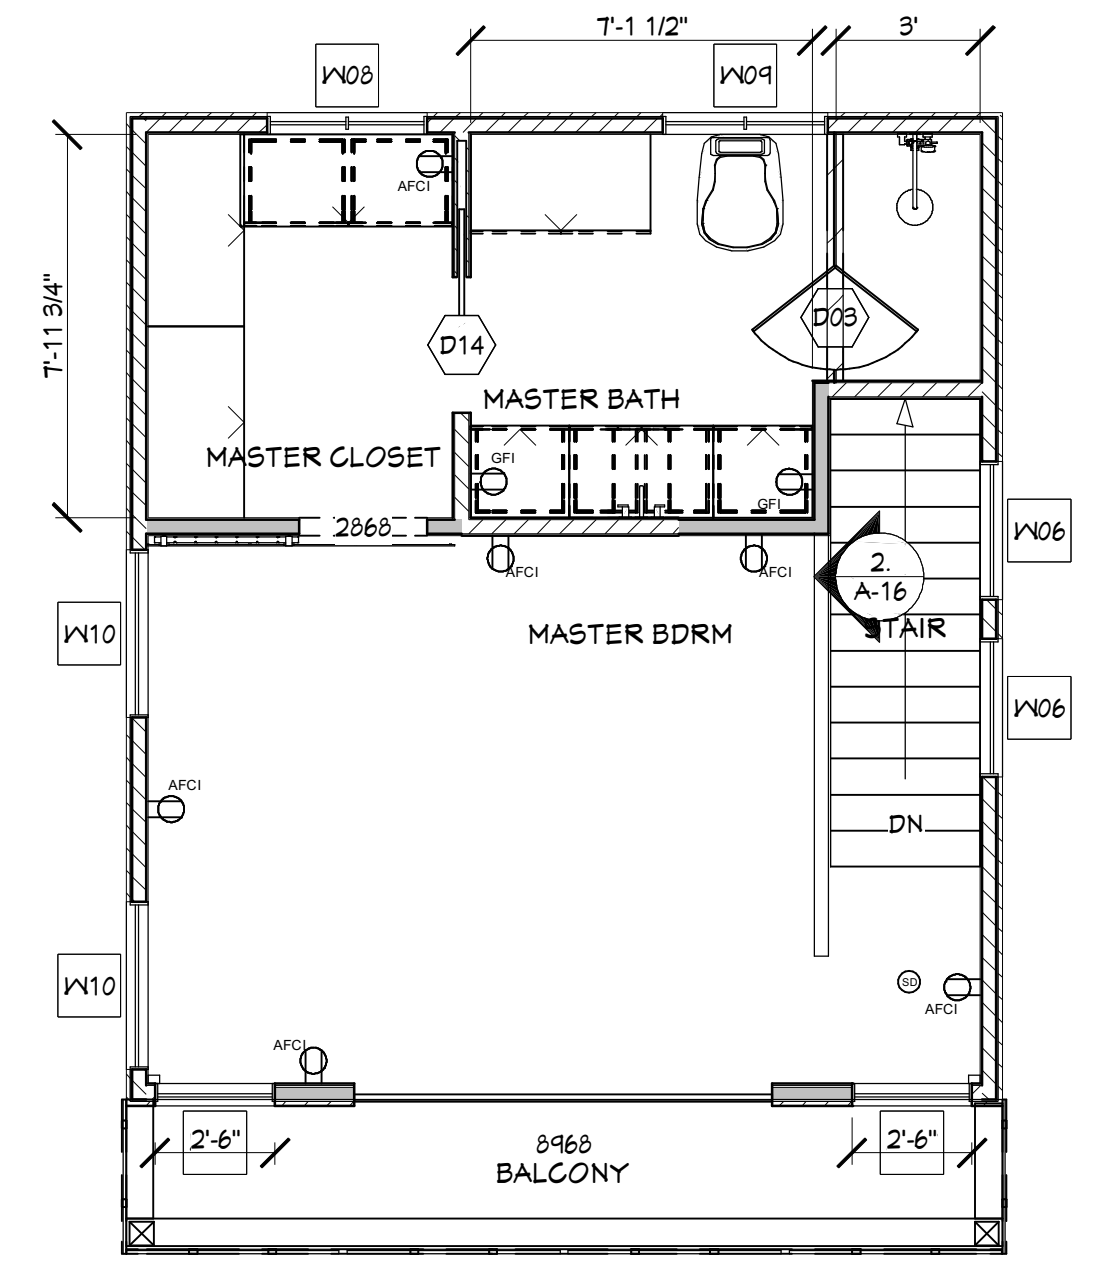 7'-1 1/2"
3'
W08
W09
AFCI
7'-11 3/4"
D03
D14
MASTER BATH
MASTER CLOSET
GFI
GFI
2868
W06
AFCI
AFCI
2.
A-16
W10
MASTER BDRM
STAIR
W06
AFCI
DN
W10
SD
AFCI
AFCI
2'-6"
8968
2'-6"
BALCONY